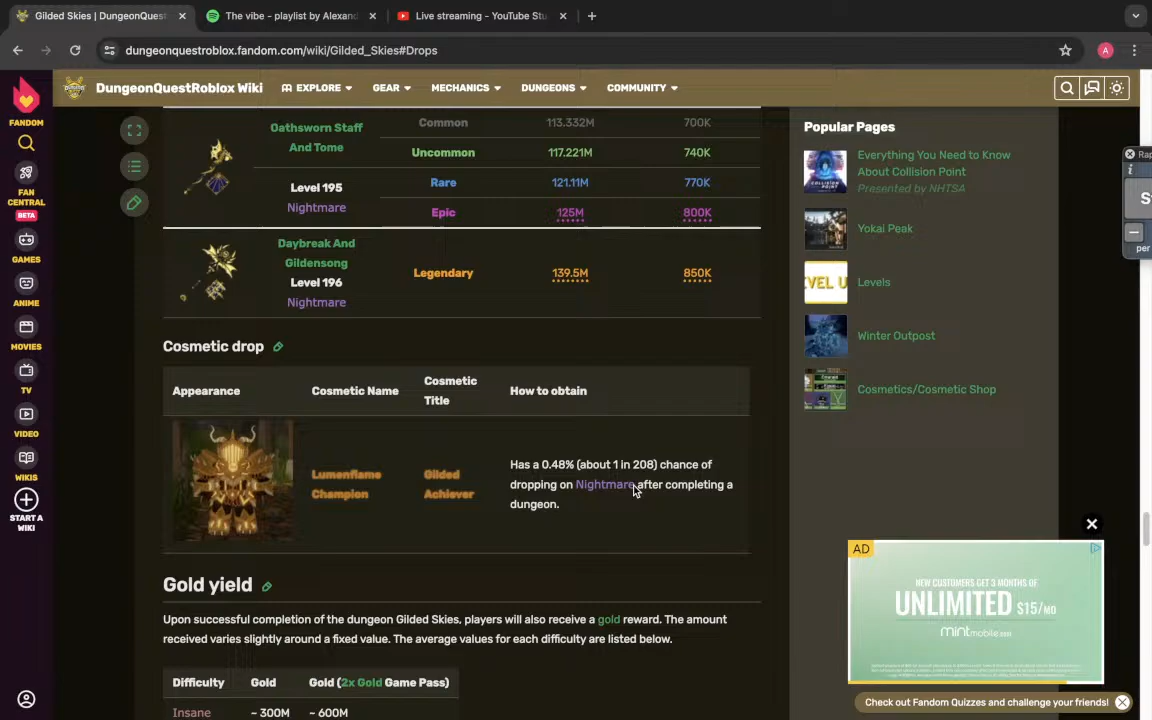 Gilded Skies | DungeonQuest
The vibe - playlist by Alexand
Live streaming - YouTube Stu
dungeonquestroblox.fandom.com/wiki/Gilded_Skies#Drops
A
DungeonQuestRoblox Wiki
EXPLORE
GEAR
MECHANICS
DUNGEONS
COMMUNITY
FANDOM
FAN CENTRAL
BETA
GAMES
ANIME
MOVIES
TV
VIDEO
WIKIS
START A WIKI
Oathsworn Staff
And Tome
Level 195
Nightmare
Common 113.332M 700K
Uncommon 117.221M 740K
Rare 121.11M 770K
Epic 125M 800K
Daybreak And
Gildensong
Level 196
Nightmare
Legendary 139.5M 850K
Cosmetic drop
Appearance Cosmetic Name Cosmetic Title How to obtain
Lumenflame
Champion
Gilded
Achiever
Has a 0.48% (about 1 in 208) chance of
dropping on Nightmare after completing a
dungeon.
Gold yield
Upon successful completion of the dungeon Gilded Skies, players will also receive a gold reward. The amount
received varies slightly around a fixed value. The average values for each difficulty are listed below.
Difficulty Gold Gold (2x Gold Game Pass)
Insane ~ 300M ~ 600M
Popular Pages
Everything You Need to Know
About Collision Point
Presented by NHTSA
Yokai Peak
EVEL U
Levels
Winter Outpost
Cosmetics/Cosmetic Shop
Rap
i
S
per
AD
NEW CUSTOMERS GET 3 MONTHS OF
UNLIMITED $15/MO
mintmobile.com
Check out Fandom Quizzes and challenge your friends!